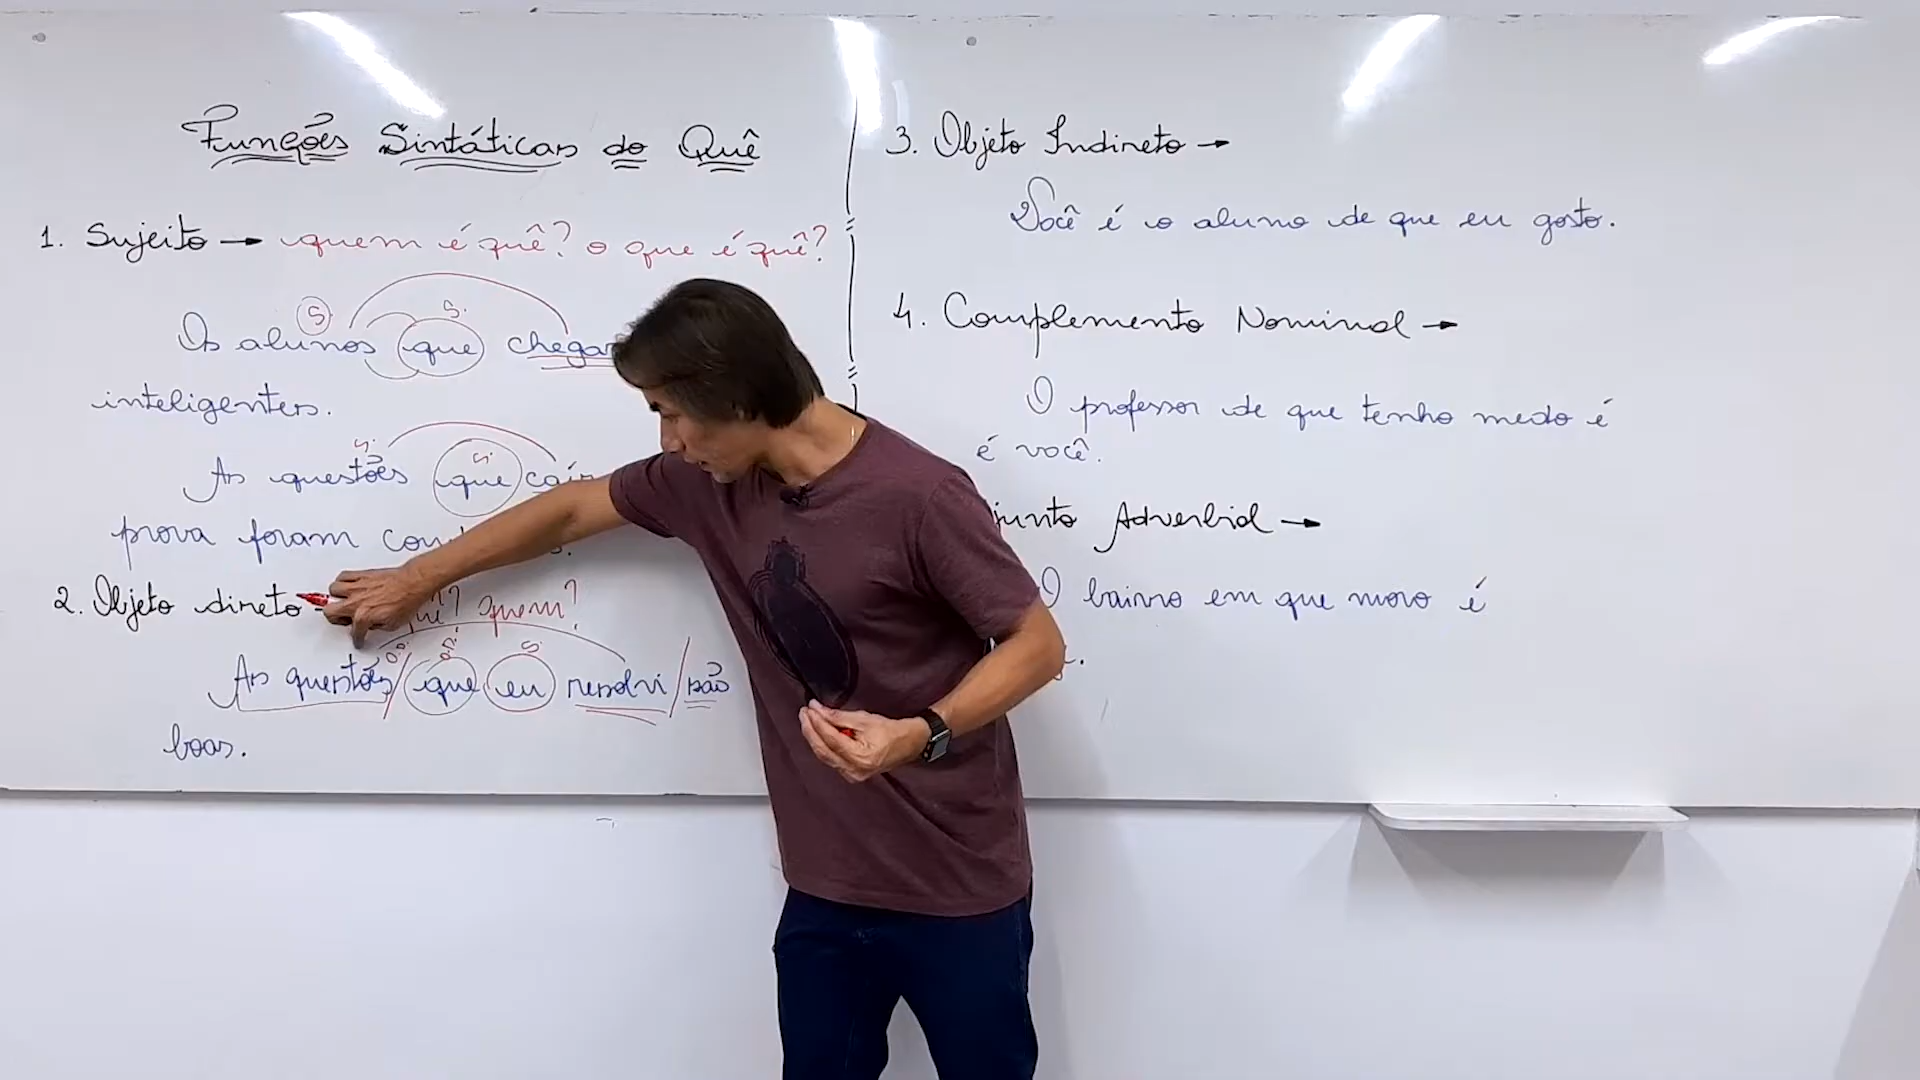 Funções Sintáticas do Quê
1. Sujeito → quem é quê? o que é quê?
S S.
Os alunos que
inteligentes.
S. S.
As questões que
prova foram
2. Objeto direto quem?
O.D. O.D. S.
As questões / que eu resolvi / são
boas.
3. Objeto Indireto →
Você é o aluno de que eu gosto.
4. Complemento Nominal →
O professor de que tenho medo é
é você.
Adverbial →
O bairro em que moro é